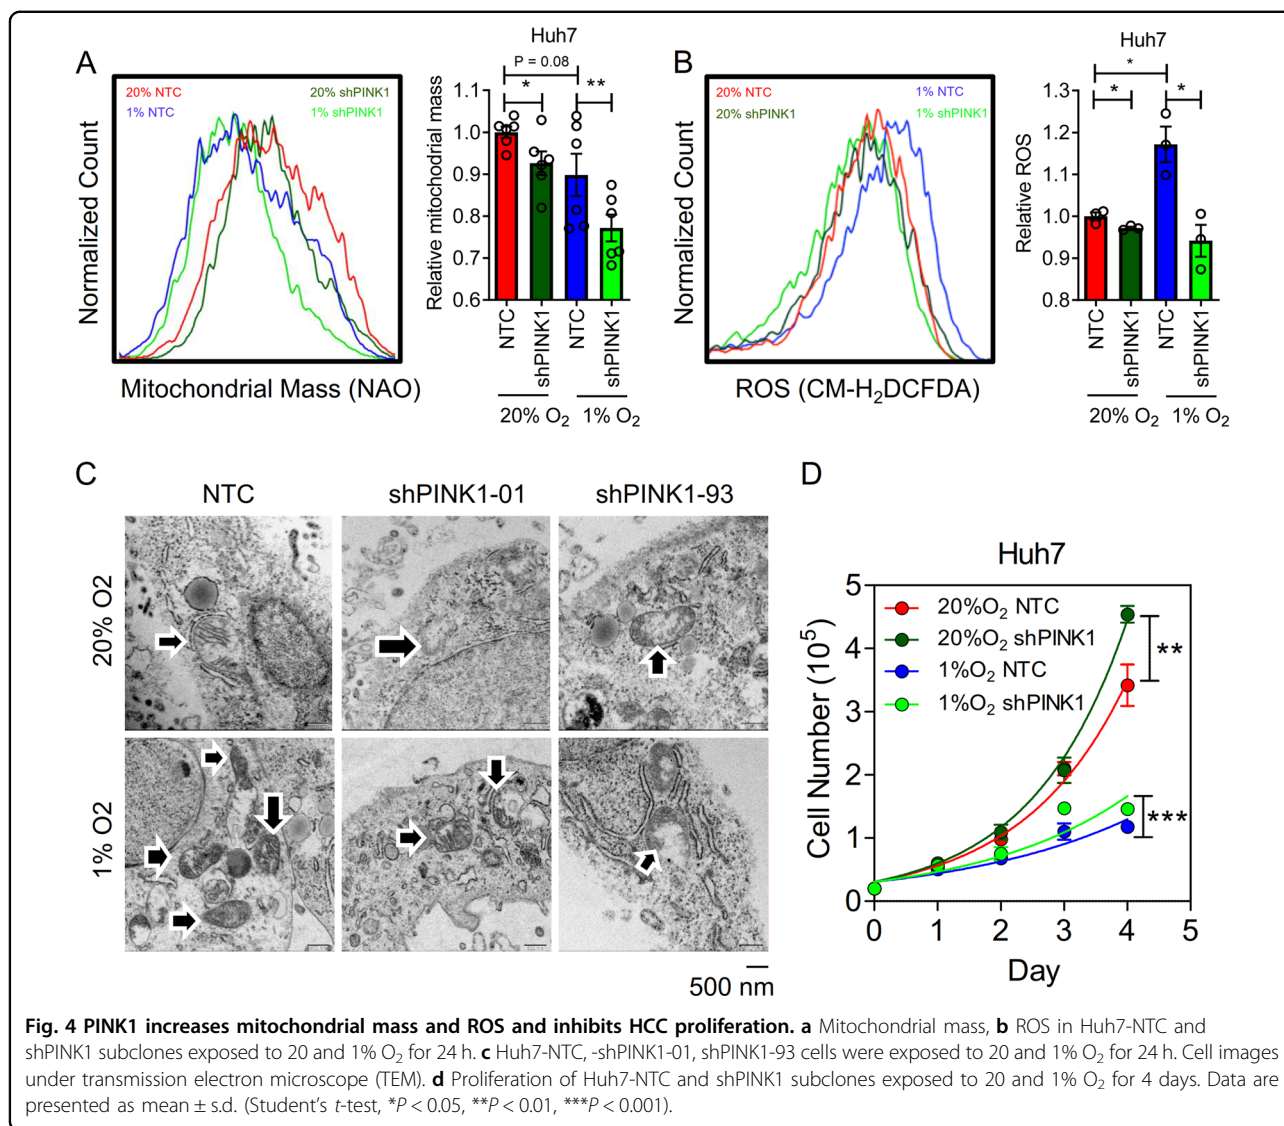 A
20% NTC
20% shPINK1
1% NTC
1% shPINK1
Normalized Count
Mitochondrial Mass (NAO)
Huh7
P = 0.08
*
**
Relative mitochondrial mass
1.1
1.0
0.9
0.8
0.7
0.6
NTC
shPINK1
NTC
shPINK1
20% O2
1% O2
B
20% NTC
1% NTC
20% shPINK1
1% shPINK1
Normalized Count
ROS (CM-H2DCFDA)
Huh7
*
*
*
Relative ROS
1.3
1.2
1.1
1.0
0.9
0.8
NTC
shPINK1
NTC
shPINK1
20% O2
1% O2
C
NTC
shPINK1-01
shPINK1-93
20% O2
1% O2
500 nm
D
Huh7
Cell Number (10^5)
5
4
3
2
1
0
20%O2 NTC
20%O2 shPINK1
1%O2 NTC
1%O2 shPINK1
**
***
0 1 2 3 4 5
Day
Fig. 4 PINK1 increases mitochondrial mass and ROS and inhibits HCC proliferation. a Mitochondrial mass, b ROS in Huh7-NTC and
shPINK1 subclones exposed to 20 and 1% O2 for 24 h. c Huh7-NTC, -shPINK1-01, shPINK1-93 cells were exposed to 20 and 1% O2 for 24 h. Cell images
under transmission electron microscope (TEM). d Proliferation of Huh7-NTC and shPINK1 subclones exposed to 20 and 1% O2 for 4 days. Data are
presented as mean ± s.d. (Student's t-test, *P < 0.05, **P < 0.01, ***P < 0.001).